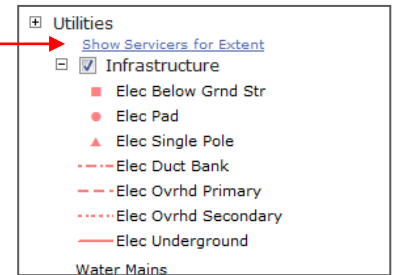 Utilities
Show Servicers for Extent
Infrastructure
Elec Below Grnd Str
Elec Pad
Elec Single Pole
Elec Duct Bank
Elec Ovrhd Primary
Elec Ovrhd Secondary
Elec Underground
Water Mains